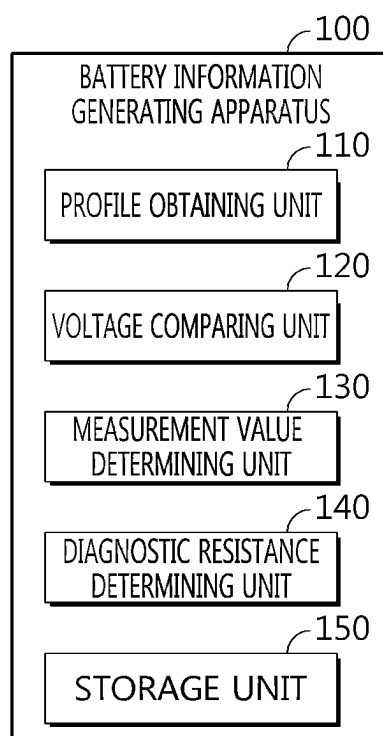 100
BATTERY INFORMATION
GENERATING APPARATUS
110
PROFILE OBTAINING UNIT
120
VOLTAGE COMPARING UNIT
130
MEASUREMENT VALUE
DETERMINING UNIT
140
DIAGNOSTIC RESISTANCE
DETERMINING UNIT
150
STORAGE UNIT